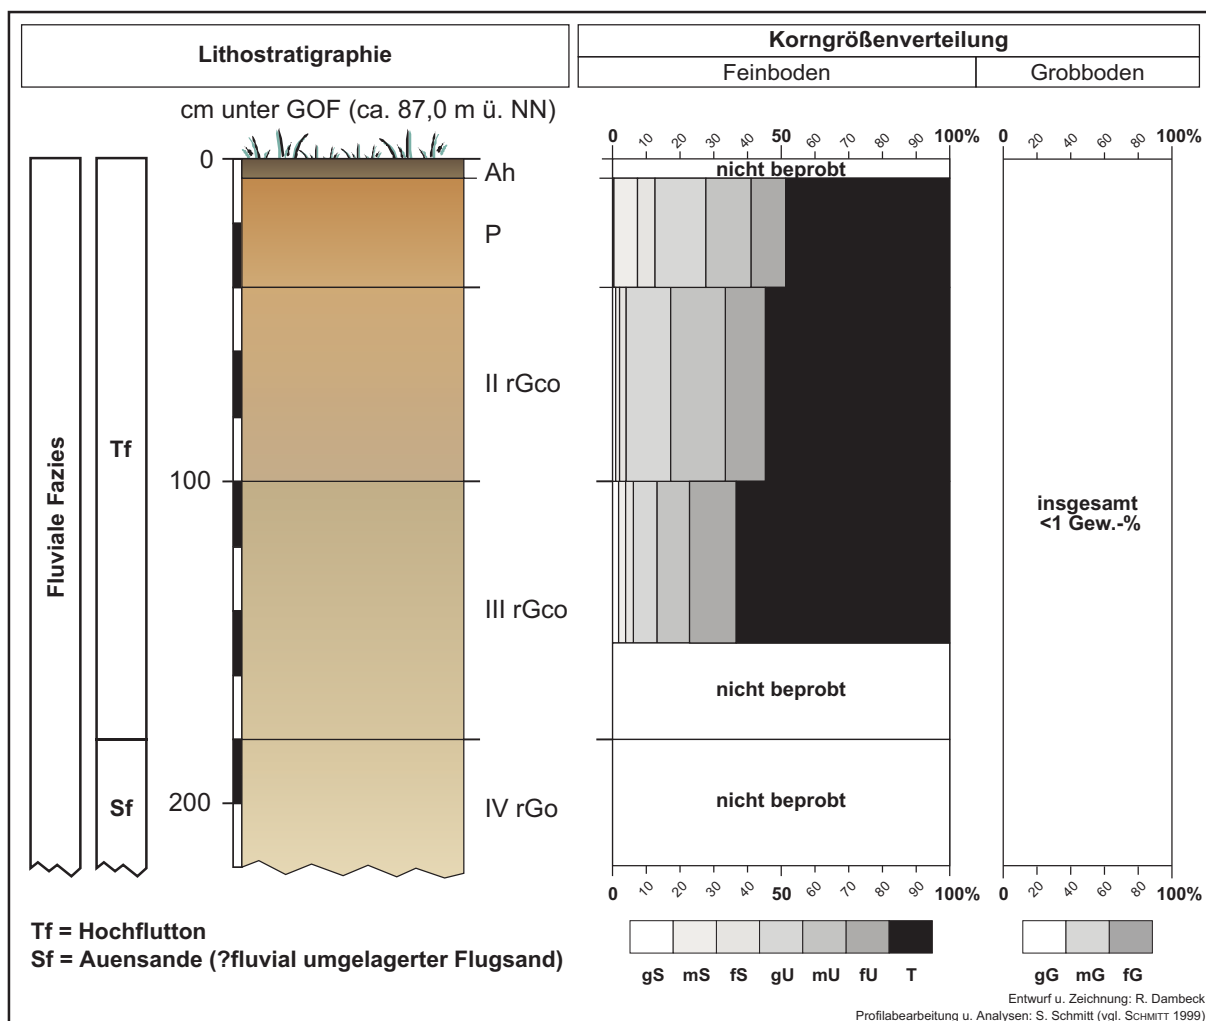 Lithostratigraphie
Korngrößenverteilung
Feinboden
Grobboden
cm unter GOF (ca. 87,0 m ü. NN)
0 10 20 30 40 50 60 70 80 90 100%
0 20 40 60 80 100%
0
Ah
nicht beprobt
P
II rGco
Tf
Fluviale Fazies
100
insgesamt
<1 Gew.-%
III rGco
nicht beprobt
Sf
200
IV rGo
nicht beprobt
0 10 20 30 40 50 60 70 80 90 100%
0 20 40 60 80 100%
Tf = Hochflutton
Sf = Auensande (?fluvial umgelagerter Flugsand)
gS mS fS gU mU fU T
gG mG fG
Entwurf u. Zeichnung: R. Dambeck
Profilabearbeitung u. Analysen: S. Schmitt (vgl. SCHMITT 1999)